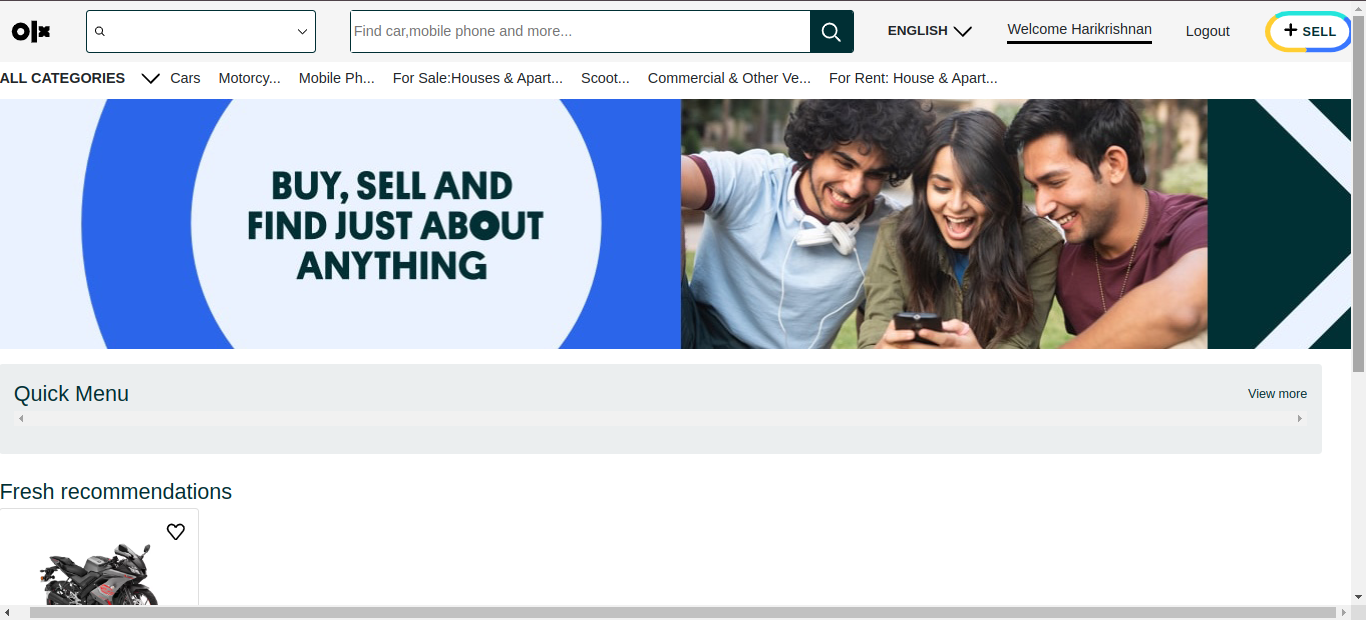 olx
Find car,mobile phone and more...
ENGLISH
Welcome Harikrishnan
Logout
+ SELL
ALL CATEGORIES
Cars
Motorcy...
Mobile Ph...
For Sale:Houses & Apart...
Scoot...
Commercial & Other Ve...
For Rent: House & Apart...
BUY, SELL AND
FIND JUST ABOUT
ANYTHING
Quick Menu
View more
Fresh recommendations